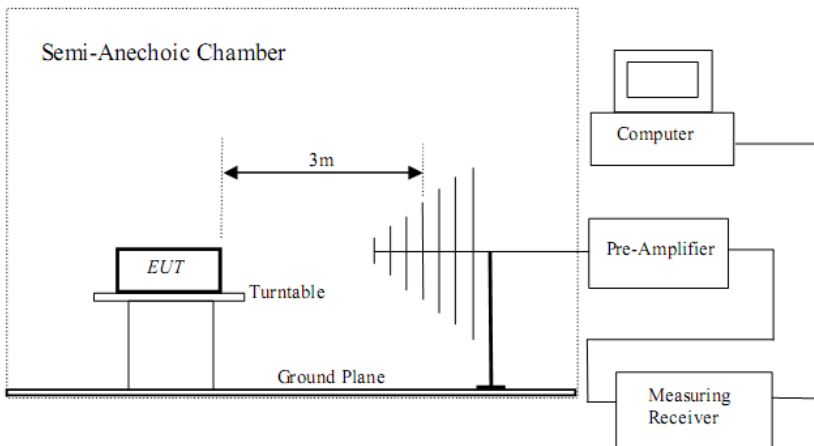 Semi-Anechoic Chamber
3m
EUT
Turntable
Ground Plane
Computer
Pre-Amplifier
Measuring
Receiver